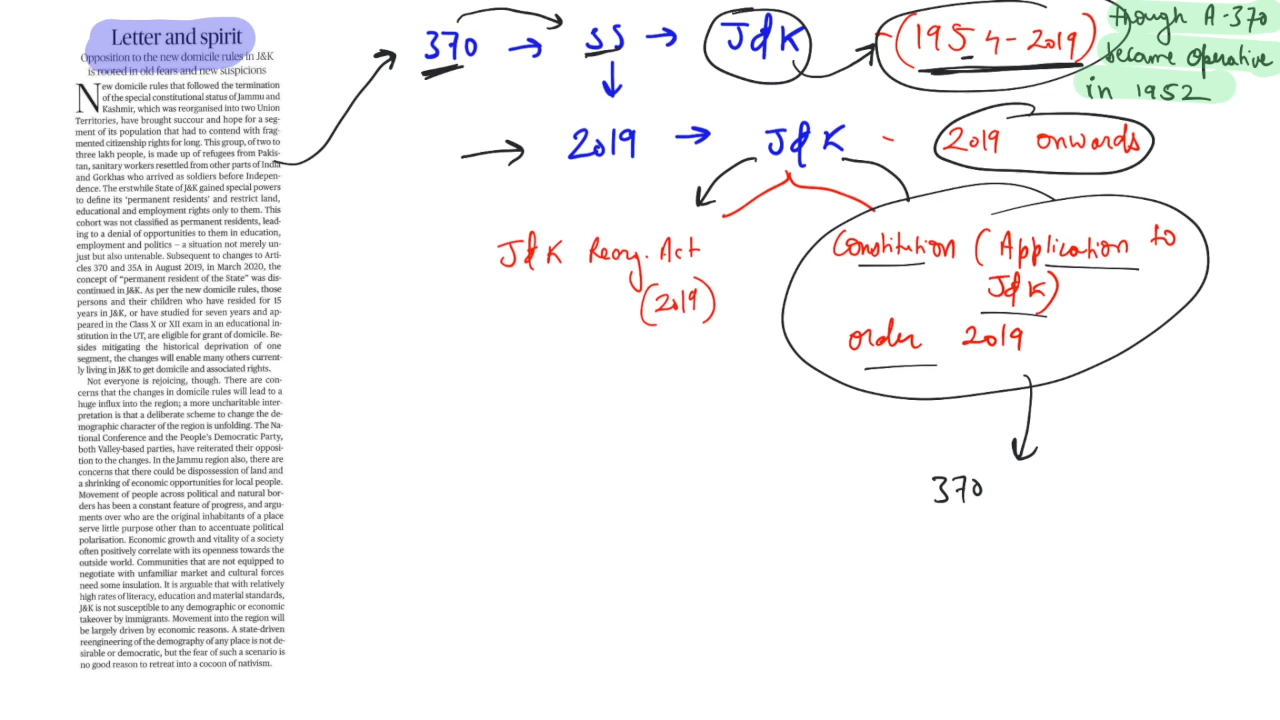 Letter and spirit
Opposition to the new domicile rules in J&K
is rooted in old fears and new suspicions
New domicile rules that followed the termination
of the special constitutional status of Jammu and
Kashmir, which was reorganised into two Union
Territories, have brought succour and hope for a seg-
ment of its population that had to contend with frag-
mented citizenship rights for long. This group, of two to
three lakh people, is made up of refugees from Pakis-
tan, sanitary workers resettled from other parts of India
and Gorkhas who arrived as soldiers before Indepen-
dence. The erstwhile State of J&K gained special powers
to define its 'permanent residents' and restrict land,
educational and employment rights only to them. This
cohort was not classified as permanent residents, lead-
ing to a denial of opportunities to them in education,
employment and politics – a situation not merely un-
just but also untenable. Subsequent to changes to Arti-
cles 370 and 35A in August 2019, in March 2020, the
concept of "permanent resident of the State" was dis-
continued in J&K. As per the new domicile rules, those
persons and their children who have resided for 15
years in J&K, or have studied for seven years and ap-
peared in the Class X or XII exam in an educational in-
stitution in the UT, are eligible for grant of domicile. Be-
sides mitigating the historical deprivation of one
segment, the changes will enable many others current-
ly living in J&K to get domicile and associated rights.
Not everyone is rejoicing, though. There are con-
cerns that the changes in domicile rules will lead to a
huge influx into the region; a more uncharitable inter-
pretation is that a deliberate scheme to change the de-
mographic character of the region is unfolding. The Na-
tional Conference and the People's Democratic Party,
both Valley-based parties, have reiterated their opposi-
tion to the changes. In the Jammu region also, there are
concerns that there could be dispossession of land and
a shrinking of economic opportunities for local people.
Movement of people across political and natural bor-
ders has been a constant feature of progress, and argu-
ments over who are the original inhabitants of a place
serve little purpose other than to accentuate political
polarisation. Economic growth and vitality of a society
often positively correlate with its openness towards the
outside world. Communities that are not equipped to
negotiate with unfamiliar market and cultural forces
need some insulation. It is arguable that with relatively
high rates of literacy, education and material standards,
J&K is not susceptible to any demographic or economic
takeover by immigrants. Movement into the region will
be largely driven by economic reasons. A state-driven
reengineering of the demography of any place is not de-
sirable or democratic, but the fear of such a scenario is
no good reason to retreat into a cocoon of nativism.
370 → SS → J&K - (1954-2019)
though A-370
became operative
in 1952
→ 2019 → J&K - 2019 onwards
J&K Reorg. Act
(2019)
Constitution (Application to
J&K)
order 2019
370